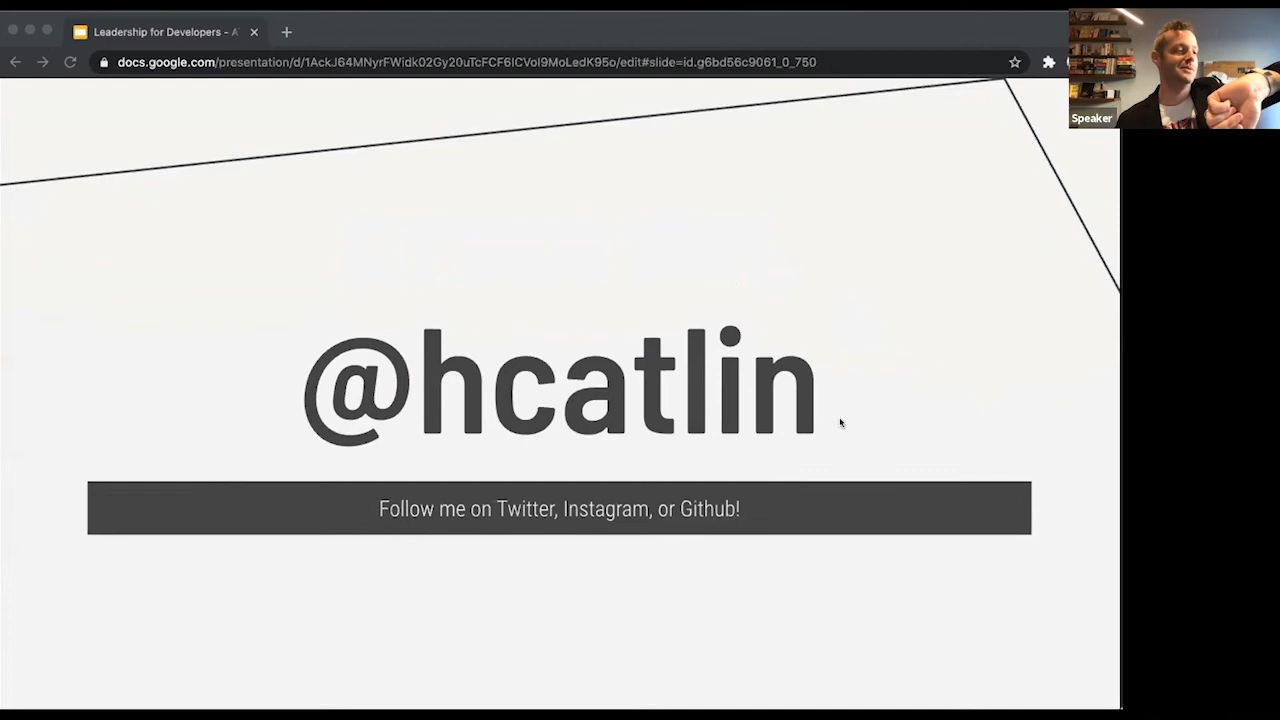 Leadership for Developers - A
docs.google.com/presentation/d/1AckJ64MNyrFWidk02Gy20uTcFCF6ICVoI9MoLedK95o/edit#slide=id.g6bd56c9061_0_750
Speaker
@hcatlin
Follow me on Twitter, Instagram, or Github!